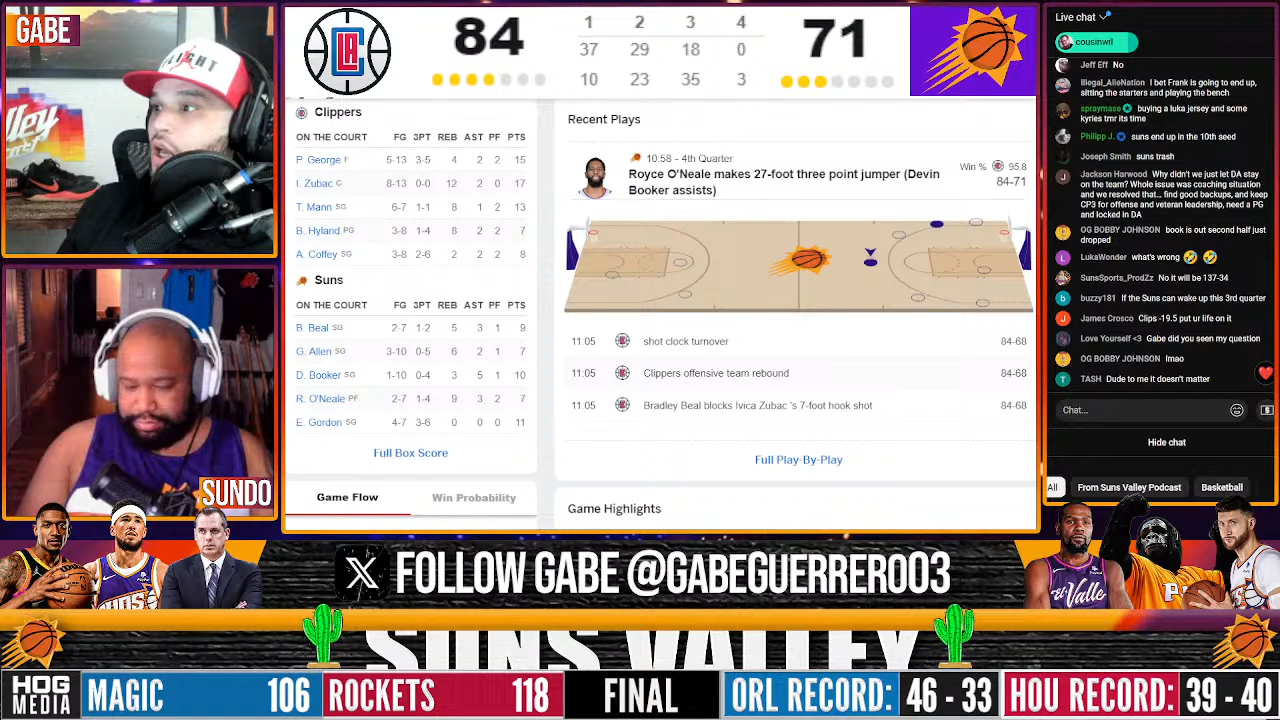 GABE
LA
84
1 2 3 4
37 29 18 0
10 23 35 3
71
Clippers
ON THE COURT FG 3PT REB AST PF PTS
P. George F 5-13 3-5 4 2 2 15
I. Zubac C 8-13 0-0 12 2 0 17
T. Mann SG 6-7 1-1 8 1 2 13
B. Hyland PG 3-8 1-4 8 2 2 7
A. Coffey SG 3-8 2-6 2 2 2 8
Suns
ON THE COURT FG 3PT REB AST PF PTS
B. Beal SG 2-7 1-2 5 3 1 9
G. Allen SG 3-10 0-5 6 2 1 7
D. Booker SG 1-10 0-4 3 5 1 10
R. O'Neale PF 2-7 1-4 9 3 2 7
E. Gordon SG 4-7 3-6 0 0 0 11
Full Box Score
Game Flow Win Probability
Recent Plays
10:58 - 4th Quarter
Royce O'Neale makes 27-foot three point jumper (Devin
Booker assists)
Win % 95.8
84-71
11:05 shot clock turnover 84-68
11:05 Clippers offensive team rebound 84-68
11:05 Bradley Beal blocks Ivica Zubac 's 7-foot hook shot 84-68
Full Play-By-Play
Game Highlights
Live chat
cousinwil
Jeff Eff No
Illegal_AlieNation I bet Frank is going to end up,
sitting the starters and playing the bench
spraymaso buying a luka jersey and some
kyries tmr its time
Philipp J. suns end up in the 10th seed
Joseph Smith suns trash
Jackson Harwood Why didn't we just let DA stay
on the team? Whole issue was coaching situation
and we resolved that... find good backups, and keep
CP3 for offense and veteran leadership, need a PG
and locked in DA
OG BOBBY JOHNSON book is out second half just
dropped
LukaWonder what's wrong 🤣 🤣
SunsSports_ProdZz No it will be 137-34
buzzy181 If the Suns can wake up this 3rd quarter
James Crosco Clips -19.5 put ur life on it
Love Yourself <3 Gabe did you seen my question
OG BOBBY JOHNSON lmao
TASH Dude to me it doesn't matter
Chat...
Hide chat
All From Suns Valley Podcast Basketball
SUNDO
X FOLLOW GABE @GABEGUERRERO03
SUNS VALLEY
HOG
MEDIA
MAGIC 106 ROCKETS 118 FINAL ORL RECORD: 46 - 33 HOU RECORD: 39 - 40